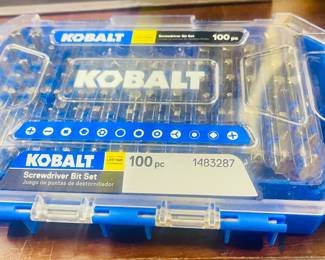 KOBALT Screwdriver Bit Set 100 pc
KOBALT
KOBALT 100 pc 1483287
Screwdriver Bit Set
Juego de puntas de destornillador